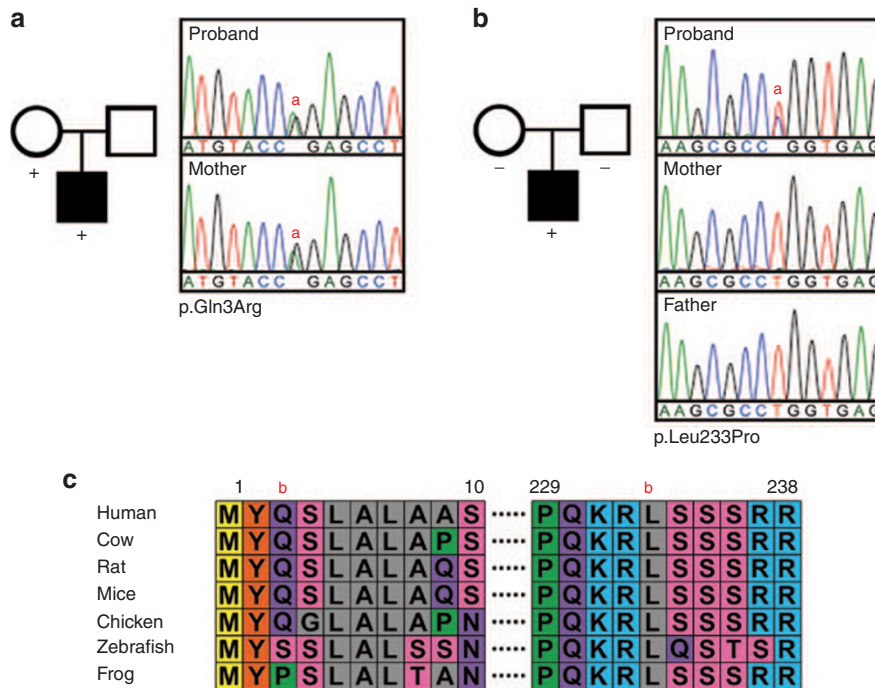 a
Proband
a
ATGTACC GAGCCT
Mother
a
ATGTACC GAGCCT
p.Gln3Arg
+
+
b
Proband
a
AAGCGCC GGTGAG
Mother
AAGCGCCTGGTGAG
Father
AAGCGCCTGGTGAG
p.Leu233Pro
–
–
+
c
1 b 10 229 b 238
Human MYQSLALAAS ····· PQKRLSSSRR
Cow MYQSLALAPS ····· PQKRLSSSRR
Rat MYQSLALAQS ····· PQKRLSSSRR
Mice MYQSLALAQS ····· PQKRLSSSRR
Chicken MYQGLALAPN ····· PQKRLSSSRR
Zebrafish MYSSLALSSN ····· PQKRLQSTSR
Frog MYPSLALTAN ····· PQKRLSSSRR